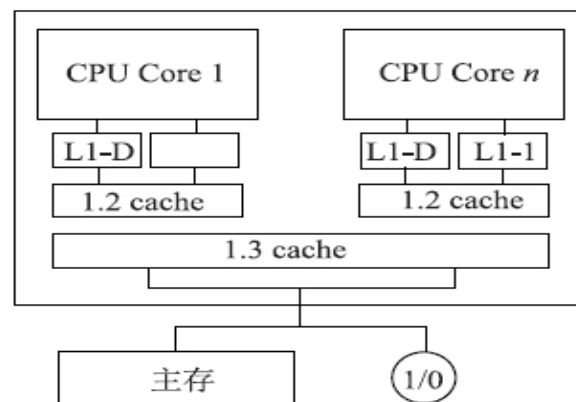 CPU Core 1
CPU Core n
L1-D
L1-D
L1-1
1.2 cache
1.2 cache
1.3 cache
主存
1/0